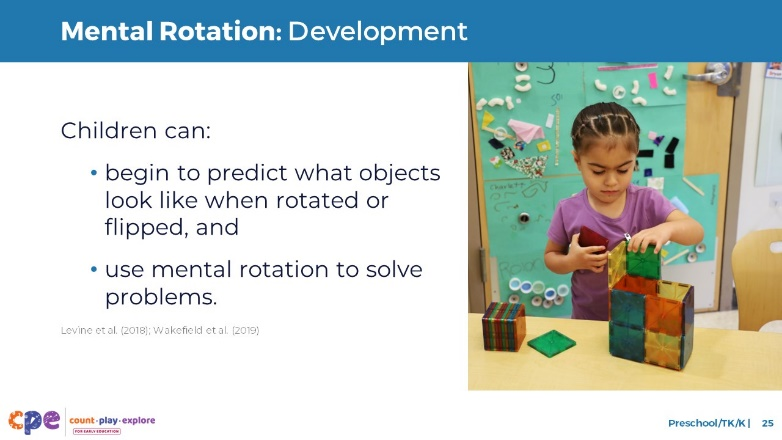 Mental Rotation: Development
Children can:
• begin to predict what objects
look like when rotated or
flipped, and
• use mental rotation to solve
problems.
Levine et al. (2018); Wakefield et al. (2019)
cpe
count·play·explore
FOR EARLY EDUCATION
Preschool/TK/K | 25